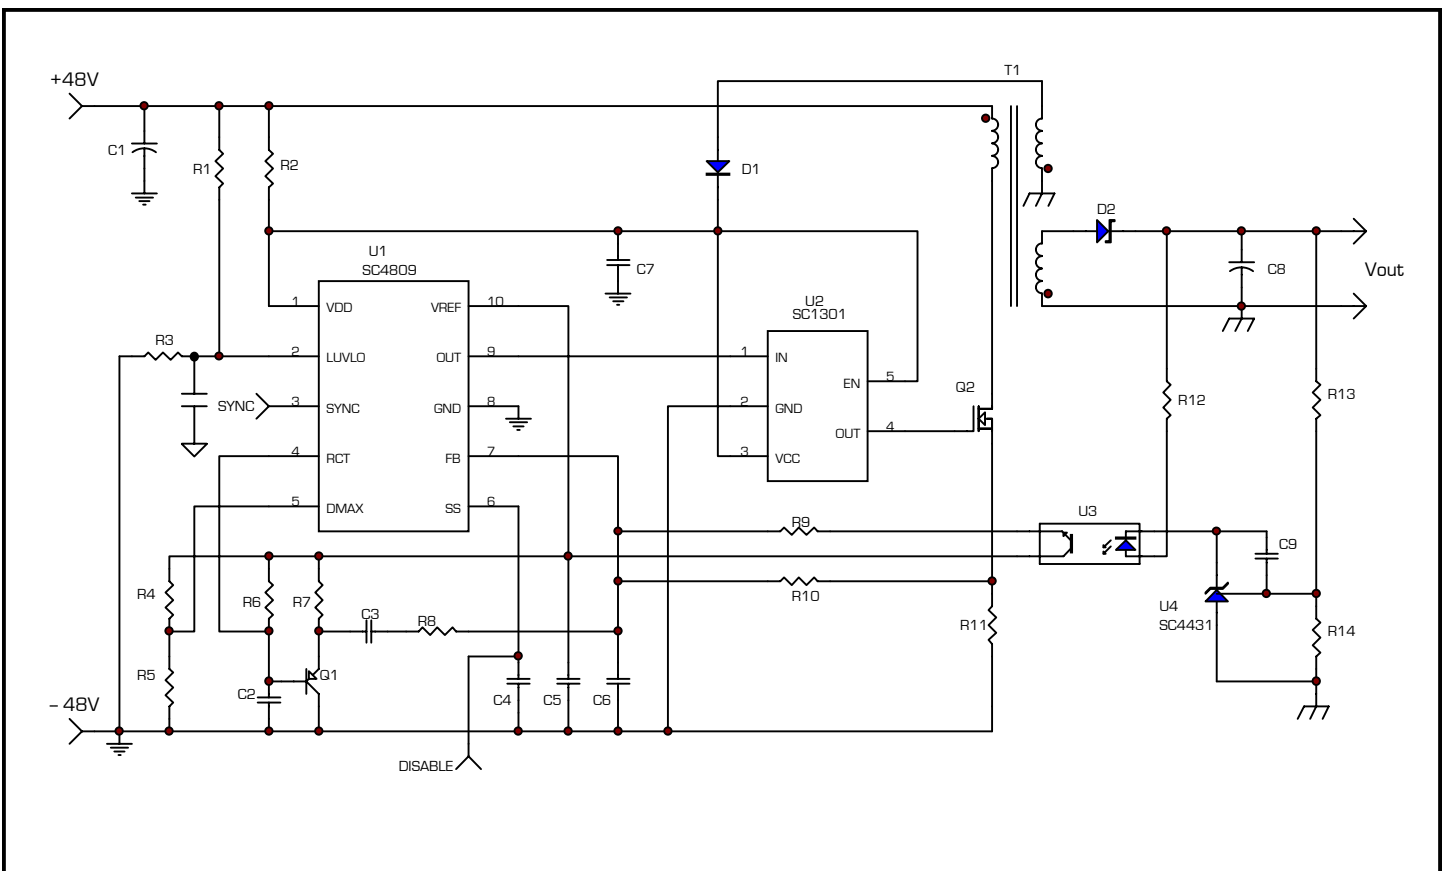 +48V
T1
C1
R1
R2
D1
D2
U1
SC4809
C7
C8
Vout
U2
SC1301
1
VDD
VREF
10
R3
2
LUVLO
OUT
9
1
IN
EN
5
Q2
SYNC
3
SYNC
GND
8
2
GND
R12
R13
4
RCT
FB
7
OUT
4
3
VCC
5
DMAX
SS
6
R9
U3
C9
R4
R6
R7
C3
R8
R10
R11
U4
SC4431
R14
R5
Q1
C2
C4
C5
C6
– 48V
DISABLE